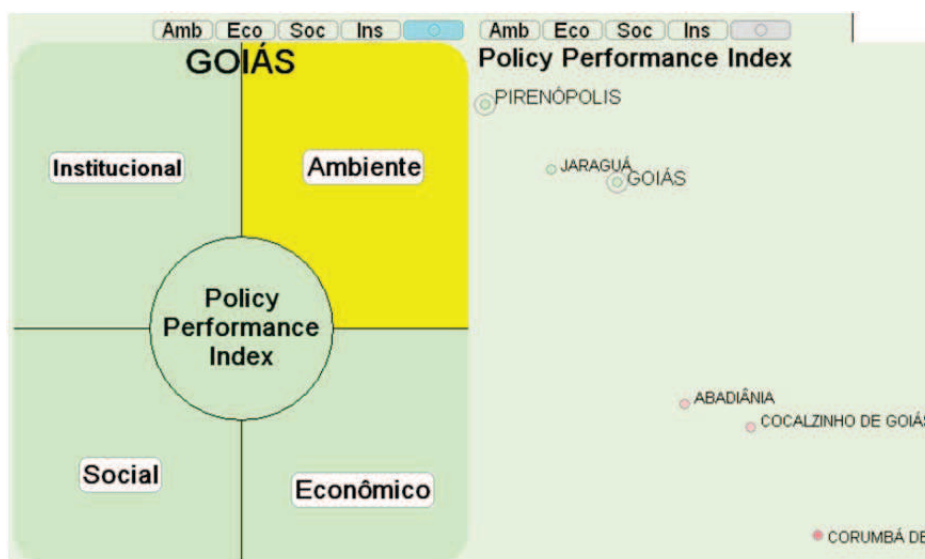 Amb Eco Soc Ins
GOIÁS
Institucional
Ambiente
Policy
Performance
Index
Social
Econômico
Amb Eco Soc Ins
Policy Performance Index
PIRENÓPOLIS
JARAGUÁ
GOIÁS
ABADIÂNIA
COCALZINHO DE GOIÁS
CORUMBÁ DE